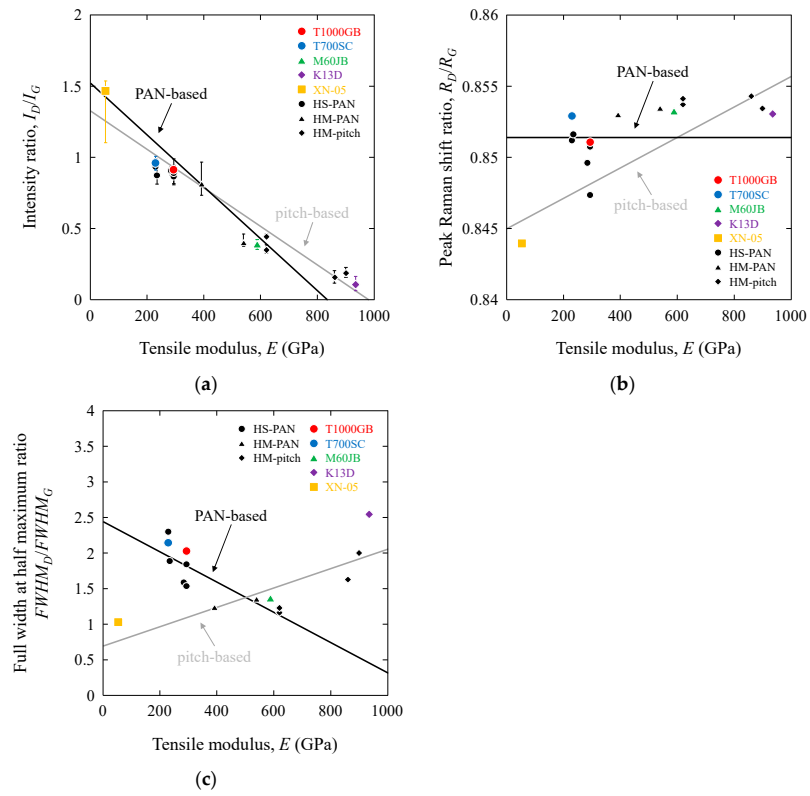 T1000GB
T700SC
M60JB
K13D
XN-05
HS-PAN
HM-PAN
HM-pitch
PAN-based
pitch-based
2
1.5
1
0.5
0
0 200 400 600 800 1000
Intensity ratio, I_D/I_G
Tensile modulus, E (GPa)
(a)
0.86
0.855
0.85
0.845
0.84
0 200 400 600 800 1000
Peak Raman shift ratio, R_D/R_G
PAN-based
pitch-based
T1000GB
T700SC
M60JB
K13D
XN-05
HS-PAN
HM-PAN
HM-pitch
Tensile modulus, E (GPa)
(b)
4
3.5
3
2.5
2
1.5
1
0.5
0
0 200 400 600 800 1000
Full width at half maximum ratio
FWHM_D/FWHM_G
HS-PAN
HM-PAN
HM-pitch
T1000GB
T700SC
M60JB
K13D
XN-05
PAN-based
pitch-based
Tensile modulus, E (GPa)
(c)